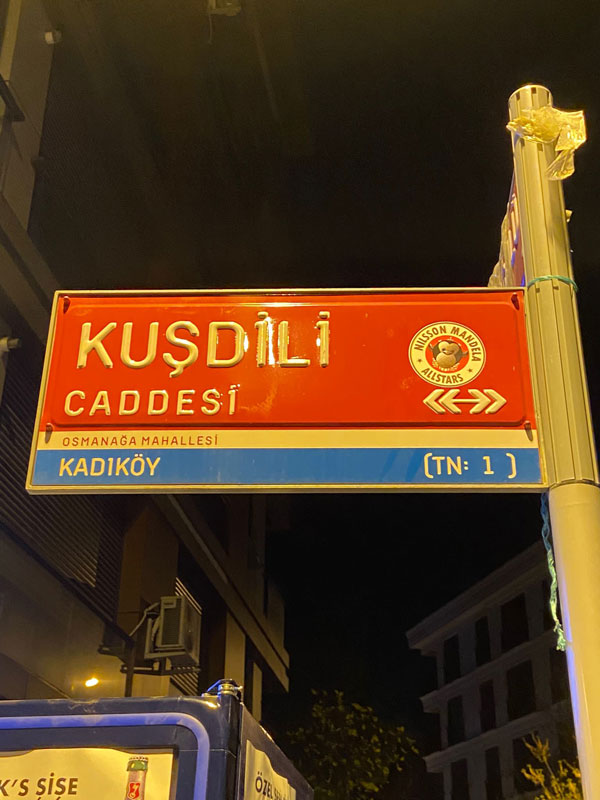 KUŞDİLİ
CADDESİ
NILSSON MANDELA
ALLSTARS
OSMANAĞA MAHALLESİ
KADIKÖY
(TN: 1 )
K'S ŞİŞE
ÖZEL